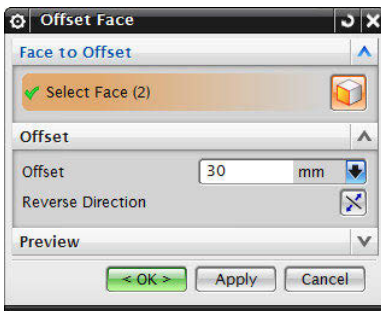 Offset Face
Face to Offset
Select Face (2)
Offset
Offset 30 mm
Reverse Direction
Preview
< OK > Apply Cancel